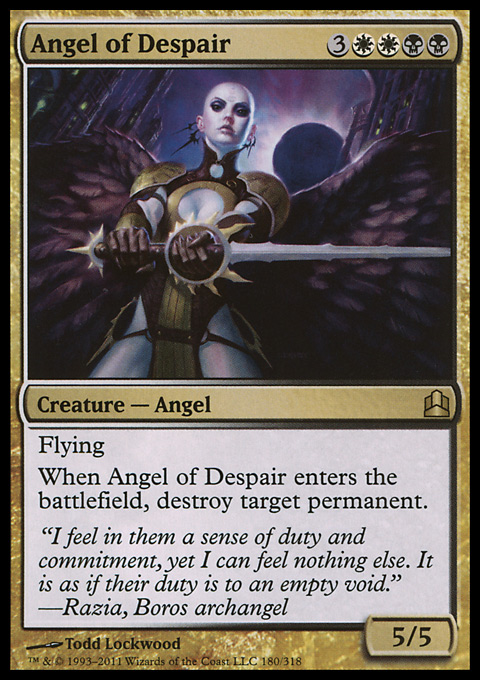 Angel of Despair 3
Creature — Angel
Flying
When Angel of Despair enters the
battlefield, destroy target permanent.
“I feel in them a sense of duty and
commitment, yet I can feel nothing else. It
is as if their duty is to an empty void.”
—Razia, Boros archangel
Todd Lockwood
5/5
™ & © 1993–2011 Wizards of the Coast LLC 180/318